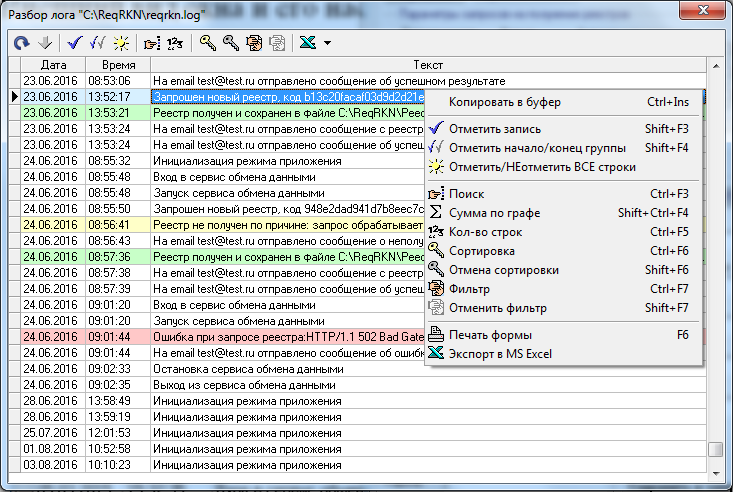 Разбор лога "C:\ReqRKN\reqrkn.log"
Дата Время Текст
23.06.2016 08:53:06 На email test@test.ru отправлено сообщение об успешном результате
23.06.2016 13:52:17 Запрошен новый реестр, код b13c20facaf03d9d2d21e
23.06.2016 13:53:21 Реестр получен и сохранен в файле C:\ReqRKN\Реес
23.06.2016 13:53:24 На email test@test.ru отправлено сообщение с реестр
23.06.2016 13:53:24 На email test@test.ru отправлено сообщение об успеш
24.06.2016 08:55:32 Инициализация режима приложения
24.06.2016 08:55:48 Вход в сервис обмена данными
24.06.2016 08:55:48 Запуск сервиса обмена данными
24.06.2016 08:55:50 Запрошен новый реестр, код 948e2dad941d7b8eec7c
24.06.2016 08:56:41 Реестр не получен по причине: запрос обрабатывает
24.06.2016 08:56:43 На email test@test.ru отправлено сообщение о неполу
24.06.2016 08:57:36 Реестр получен и сохранен в файле C:\ReqRKN\Реес
24.06.2016 08:57:38 На email test@test.ru отправлено сообщение с реестр
24.06.2016 08:57:39 На email test@test.ru отправлено сообщение об успеш
24.06.2016 09:01:20 Вход в сервис обмена данными
24.06.2016 09:01:20 Запуск сервиса обмена данными
24.06.2016 09:01:44 Ошибка при запросе реестра:HTTP/1.1 502 Bad Gate
24.06.2016 09:01:44 На email test@test.ru отправлено сообщение об ошибк
24.06.2016 09:02:33 Остановка сервиса обмена данными
24.06.2016 09:02:35 Выход из сервиса обмена данными
28.06.2016 13:58:49 Инициализация режима приложения
28.06.2016 13:59:19 Инициализация режима приложения
25.07.2016 12:01:53 Инициализация режима приложения
01.08.2016 10:52:58 Инициализация режима приложения
03.08.2016 10:10:23 Инициализация режима приложения
Копировать в буфер Ctrl+Ins
Отметить запись Shift+F3
Отметить начало/конец группы Shift+F4
Отметить/НЕотметить ВСЕ строки
Поиск Ctrl+F3
Сумма по графе Shift+Ctrl+F4
Кол-во строк Ctrl+F5
Сортировка Ctrl+F6
Отмена сортировки Shift+F6
Фильтр Ctrl+F7
Отменить фильтр Shift+F7
Печать формы F6
Экспорт в MS Excel